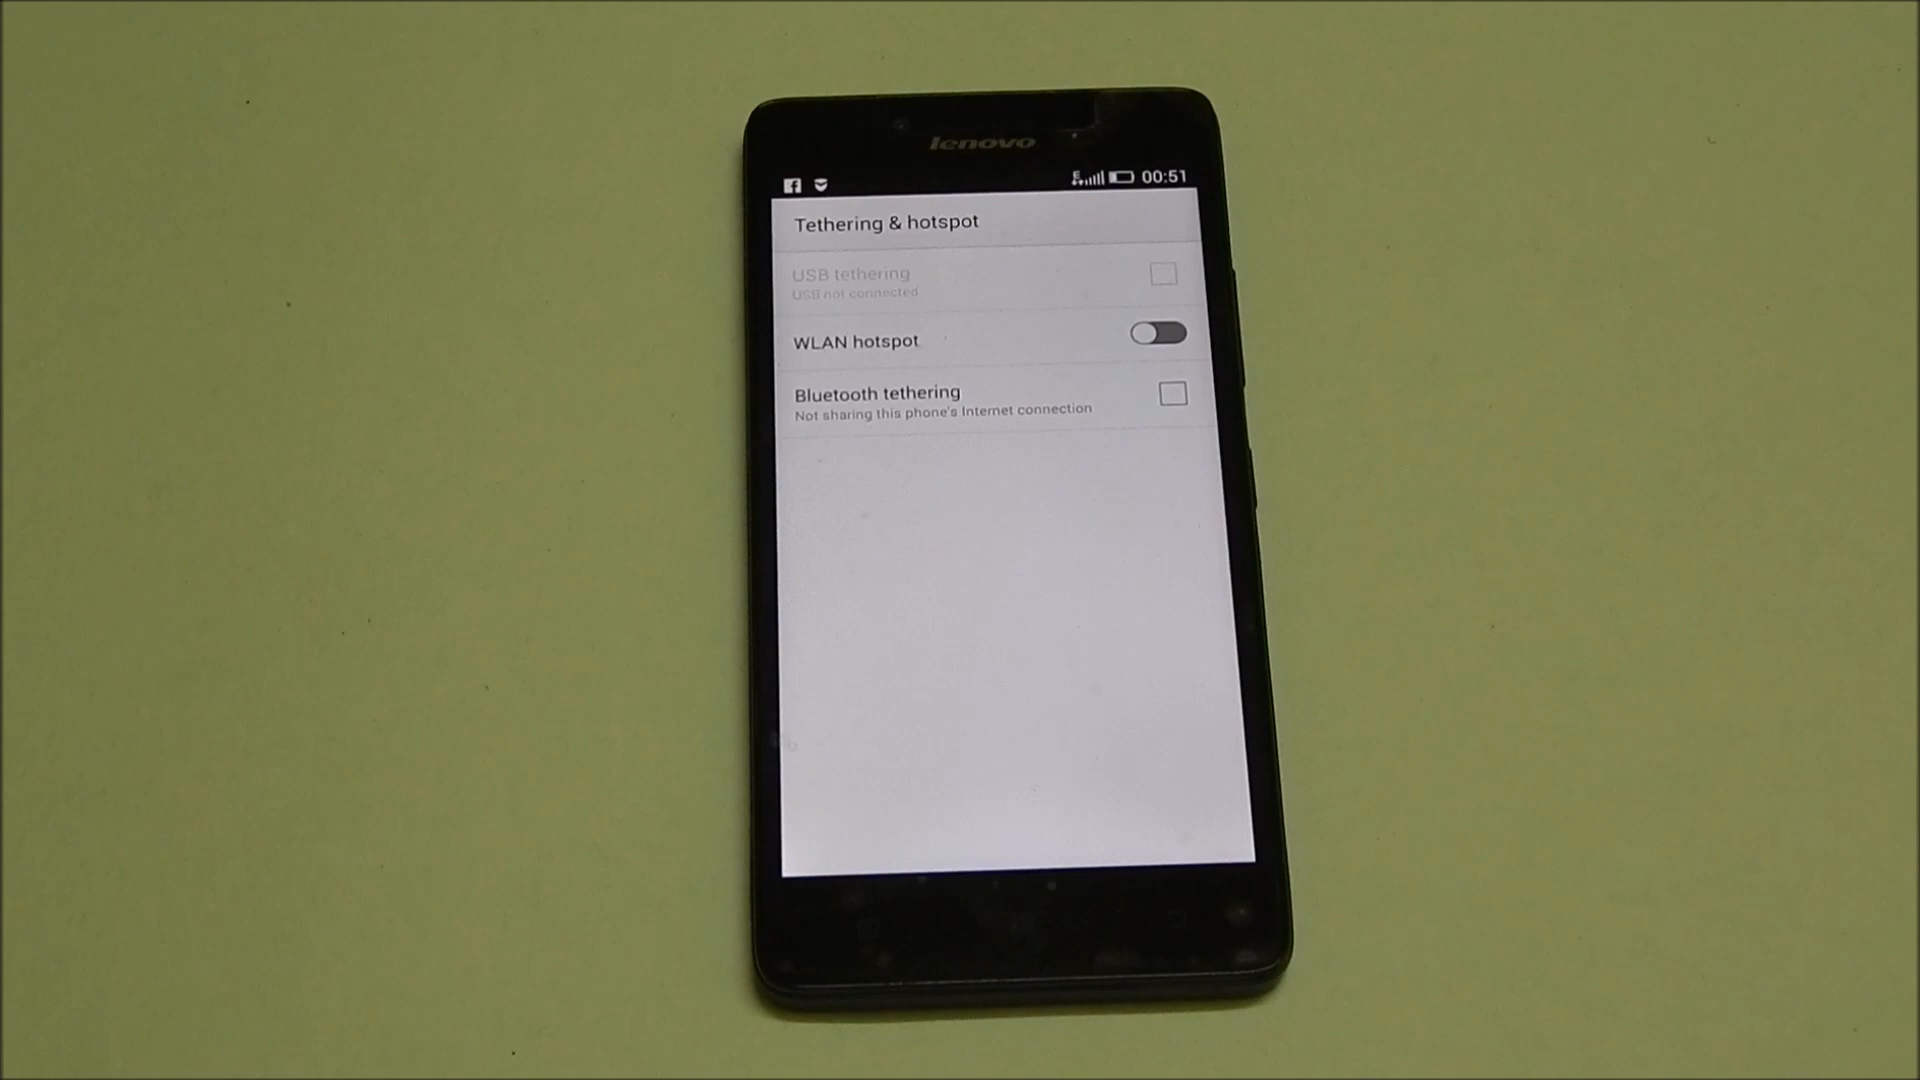 lenovo
E 00:51
Tethering & hotspot
USB tethering
USB not connected
WLAN hotspot
Bluetooth tethering
Not sharing this phone's Internet connection